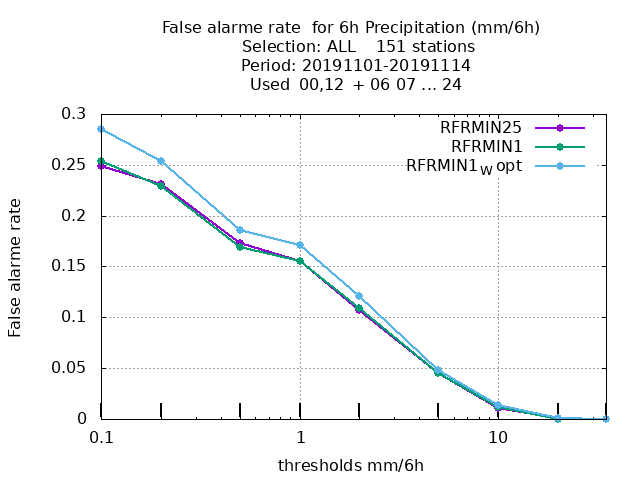 False alarme rate  for 6h Precipitation (mm/6h)
Selection: ALL    151 stations
Period: 20191101-20191114
Used  00,12  + 06 07 ... 24
RFRMIN25
RFRMIN1
RFRMIN1_W opt
0.3
0.25
0.2
0.15
0.1
0.05
0
False alarme rate
0.1
1
10
thresholds mm/6h